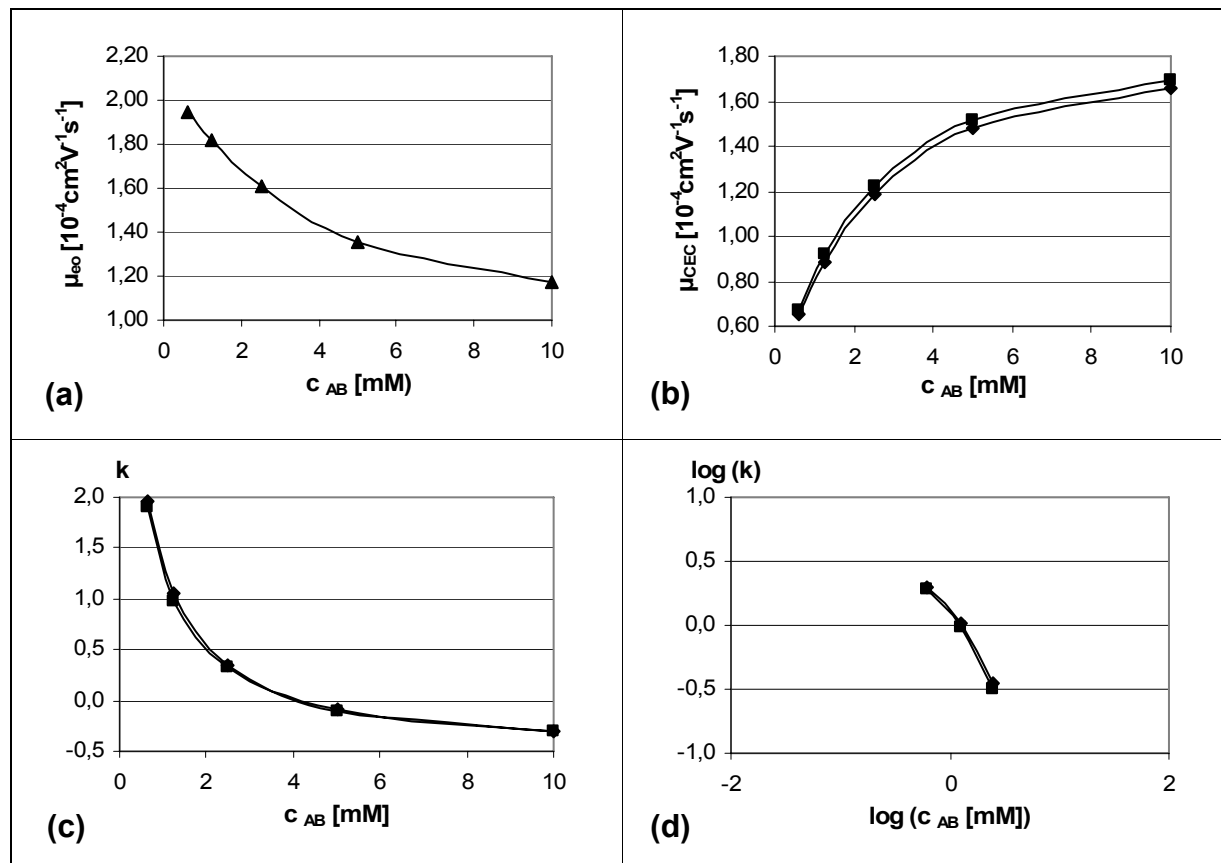 2,20
2,00
1,80
1,60
1,40
1,20
1,00
μeo [10-4cm2V-1s-1]
0 2 4 6 8 10
c AB [mM)
(a)
1,80
1,60
1,40
1,20
1,00
0,80
0,60
μCEC [10-4cm2V-1s-1]
0 2 4 6 8 10
c AB [mM]
(b)
k
2,0
1,5
1,0
0,5
0,0
-0,5
0 2 4 6 8 10
c AB [mM]
(c)
log (k)
1,0
0,5
0,0
-0,5
-1,0
-2 0 2
log (c AB [mM])
(d)